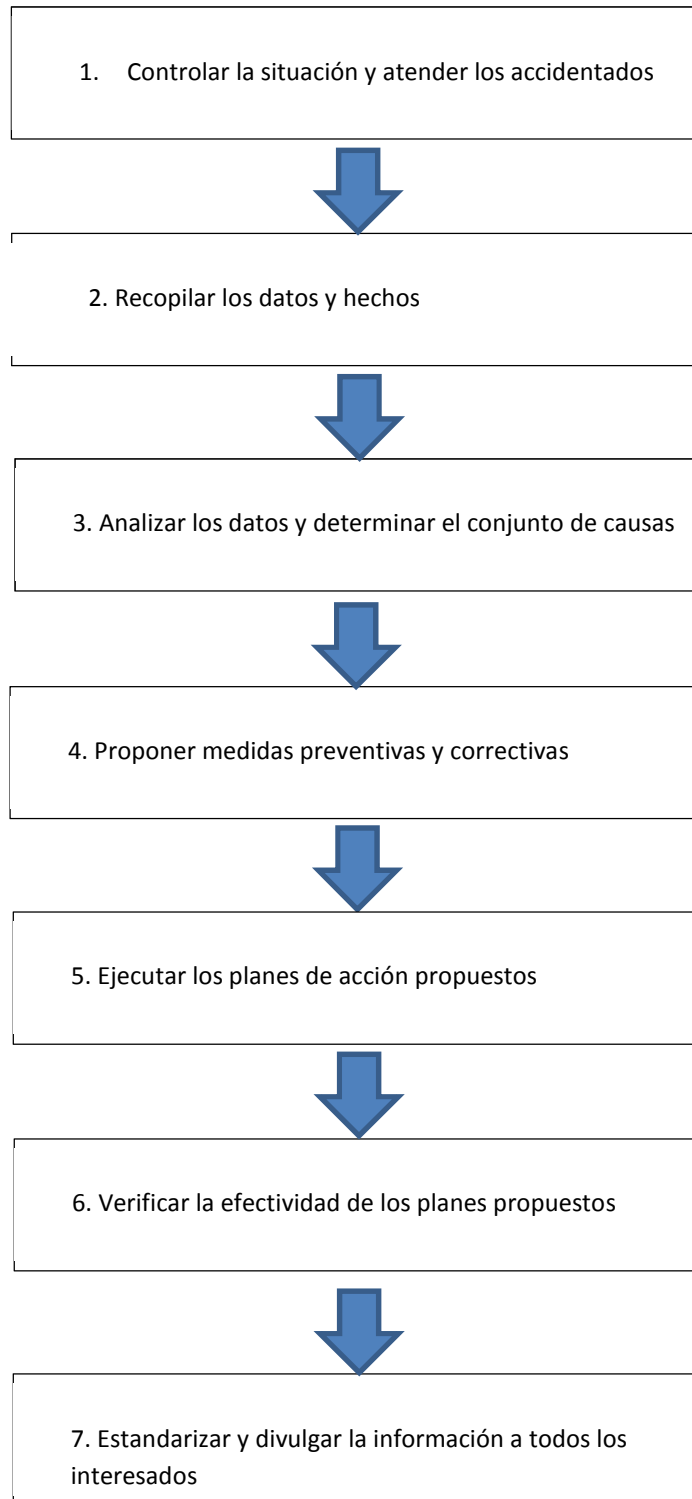 1. Controlar la situación y atender los accidentados
2. Recopilar los datos y hechos
3. Analizar los datos y determinar el conjunto de causas
4. Proponer medidas preventivas y correctivas
5. Ejecutar los planes de acción propuestos
6. Verificar la efectividad de los planes propuestos
7. Estandarizar y divulgar la información a todos los
interesados